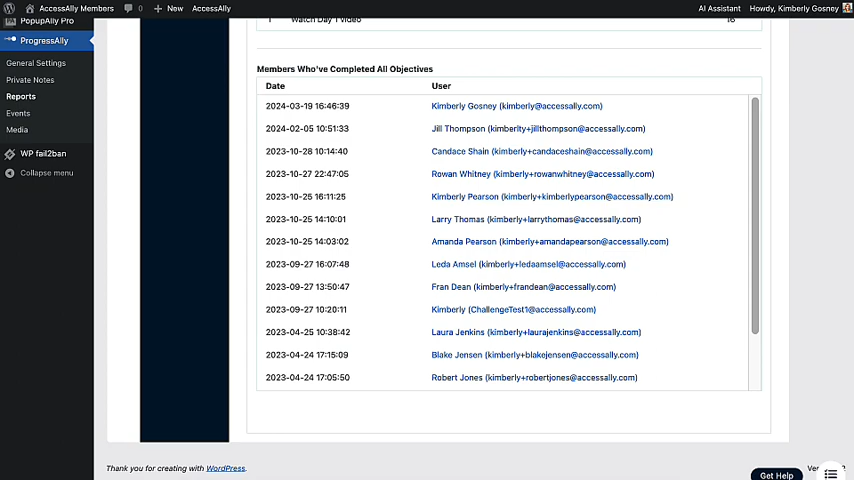 AccessAlly Members 0 New AccessAlly AI Assistant Howdy, Kimberly Gosney
PopupAlly Pro
ProgressAlly
General Settings
Private Notes
Reports
Events
Media
WP fail2ban
Collapse menu
1 Watch Day 1 Video 16
Members Who've Completed All Objectives
Date User
2024-03-19 16:46:39 Kimberly Gosney (kimberly@accessally.com)
2024-02-05 10:51:33 Jill Thompson (kimberlty+jillthompson@accessally.com)
2023-10-28 10:14:40 Candace Shain (kimberly+candaceshain@accessally.com)
2023-10-27 22:47:05 Rowan Whitney (kimberly+rowanwhitney@accessally.com)
2023-10-25 16:11:25 Kimberly Pearson (kimberly+kimberlypearson@accessally.com)
2023-10-25 14:10:01 Larry Thomas (kimberly+larrythomas@accessally.com)
2023-10-25 14:03:02 Amanda Pearson (kimberly+amandapearson@accessally.com)
2023-09-27 16:07:48 Leda Amsel (kimberly+ledaamsel@accessally.com)
2023-09-27 13:50:47 Fran Dean (kimberly+frandean@accessally.com)
2023-09-27 10:20:11 Kimberly (ChallengeTest1@accessally.com)
2023-04-25 10:38:42 Laura Jenkins (kimberly+laurajenkins@accessally.com)
2023-04-24 17:15:09 Blake Jensen (kimberly+blakejensen@accessally.com)
2023-04-24 17:05:50 Robert Jones (kimberly+robertjones@accessally.com)
Thank you for creating with WordPress.
Get Help